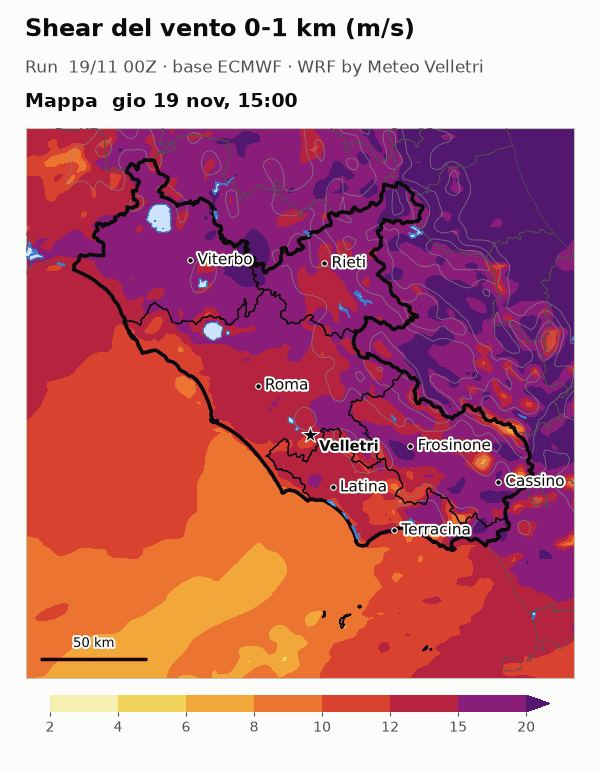 Shear del vento 0-1 km (m/s)
Run 19/11 00Z · base ECMWF · WRF by Meteo Velletri
Mappa gio 19 nov, 15:00
Viterbo
Rieti
Roma
Velletri
Frosinone
Latina
Cassino
Terracina
50 km
2 4 6 8 10 12 15 20